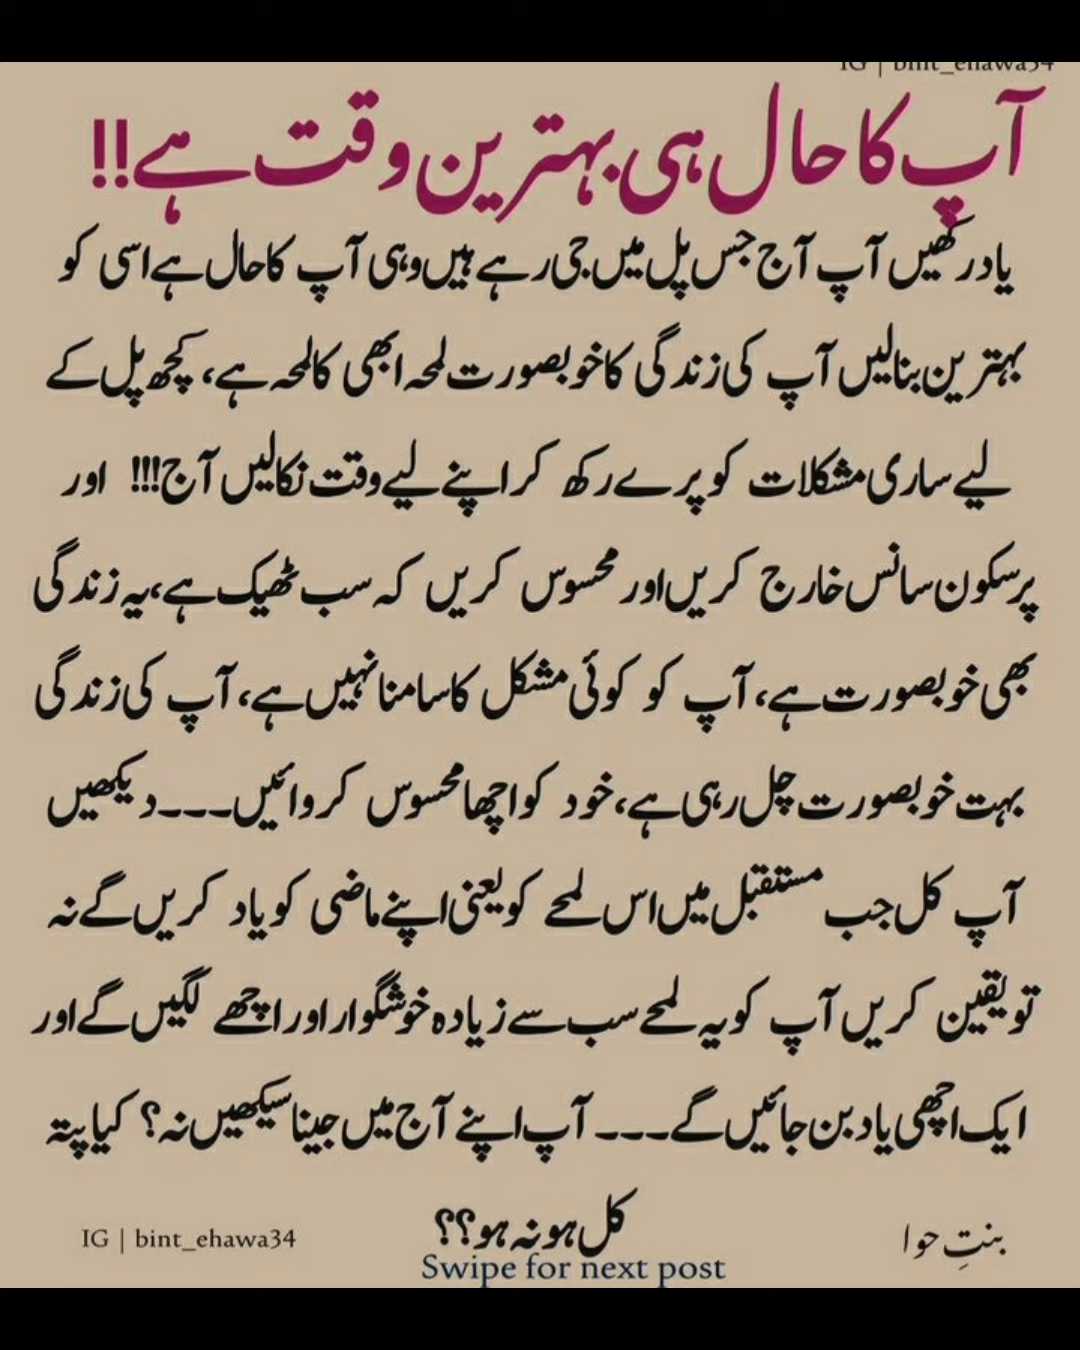 IG | bint_ehawa34
آپ کا حال ہی بہترین وقت ہے!!
یاد رکھیں آپ آج جس پل میں جی رہے ہیں وہی آپ کا حال ہے اسی کو
بہترین بنالیں آپ کی زندگی کا خوبصورت لمحہ ابھی کا لمحہ ہے، کچھ پل کے
لیے ساری مشکلات کو پرے رکھ کر اپنے لیے وقت نکالیں آج!!! اور
پرسکون سانس خارج کریں اور محسوس کریں کہ سب ٹھیک ہے، یہ زندگی
بھی خوبصورت ہے، آپ کو کوئی مشکل کا سامنا نہیں ہے، آپ کی زندگی
بہت خوبصورت چل رہی ہے، خود کو اچھا محسوس کروائیں۔۔۔ دیکھیں
آپ کل جب مستقبل میں اس لمحے کو یعنی اپنے ماضی کو یاد کریں گے نہ
تو یقین کریں آپ کو یہ لمحے سب سے زیادہ خوشگوار اور اچھے لگیں گے اور
ایک اچھی یاد بن جائیں گے۔۔۔ آپ اپنے آج میں جینا سیکھیں نہ؟ کیا پتہ
کل ہو نہ ہو؟؟
بنتِ حوا
IG | bint_ehawa34
Swipe for next post